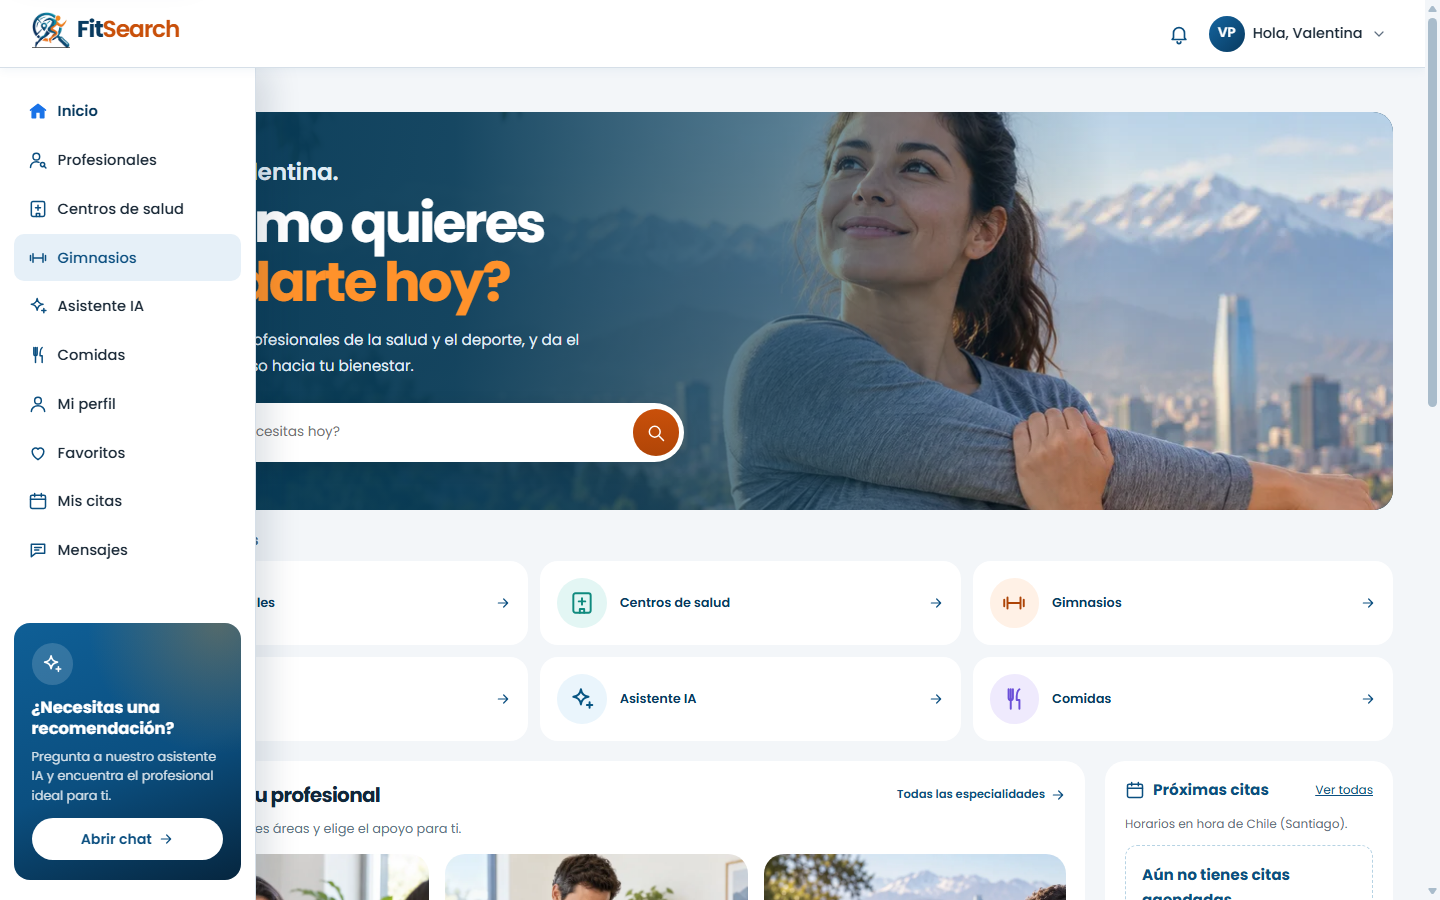 FitSearch
VP
Hola, Valentina
Inicio
Profesionales
Centros de salud
Gimnasios
Asistente IA
Comidas
Mi perfil
Favoritos
Mis citas
Mensajes
¿Necesitas una
recomendación?
Pregunta a nuestro asistente
IA y encuentra el profesional
ideal para ti.
Abrir chat
lentina.
mo quieres
darte hoy?
ofesionales de la salud y el deporte, y da el
so hacia tu bienestar.
cesitas hoy?
s
les
Centros de salud
Gimnasios
Asistente IA
Comidas
u profesional
Todas las especialidades
es áreas y elige el apoyo para ti.
Próximas citas
Ver todas
Horarios en hora de Chile (Santiago).
Aún no tienes citas
agendadas